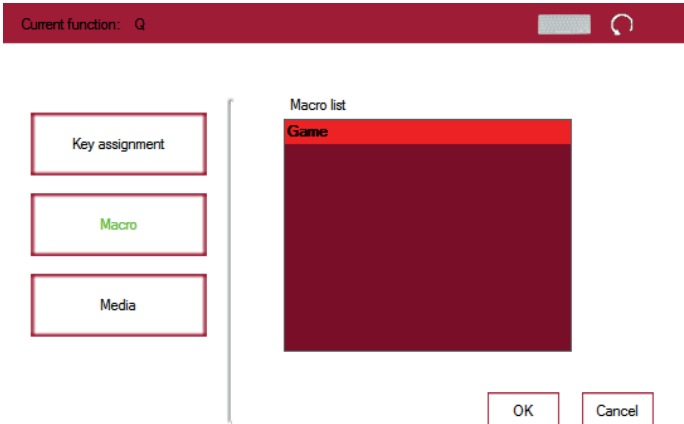 Current function: Q
Key assignment
Macro
Media
Macro list
Game
OK
Cancel